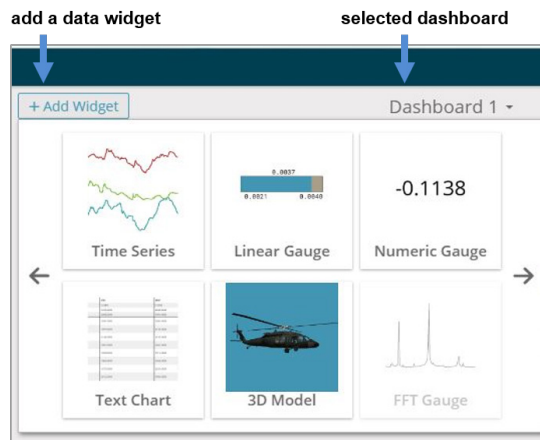 add a data widget
selected dashboard
+ Add Widget
Dashboard 1
Time Series
0.0037
0.0021
0.0040
Linear Gauge
-0.1138
Numeric Gauge
Text Chart
3D Model
FFT Gauge